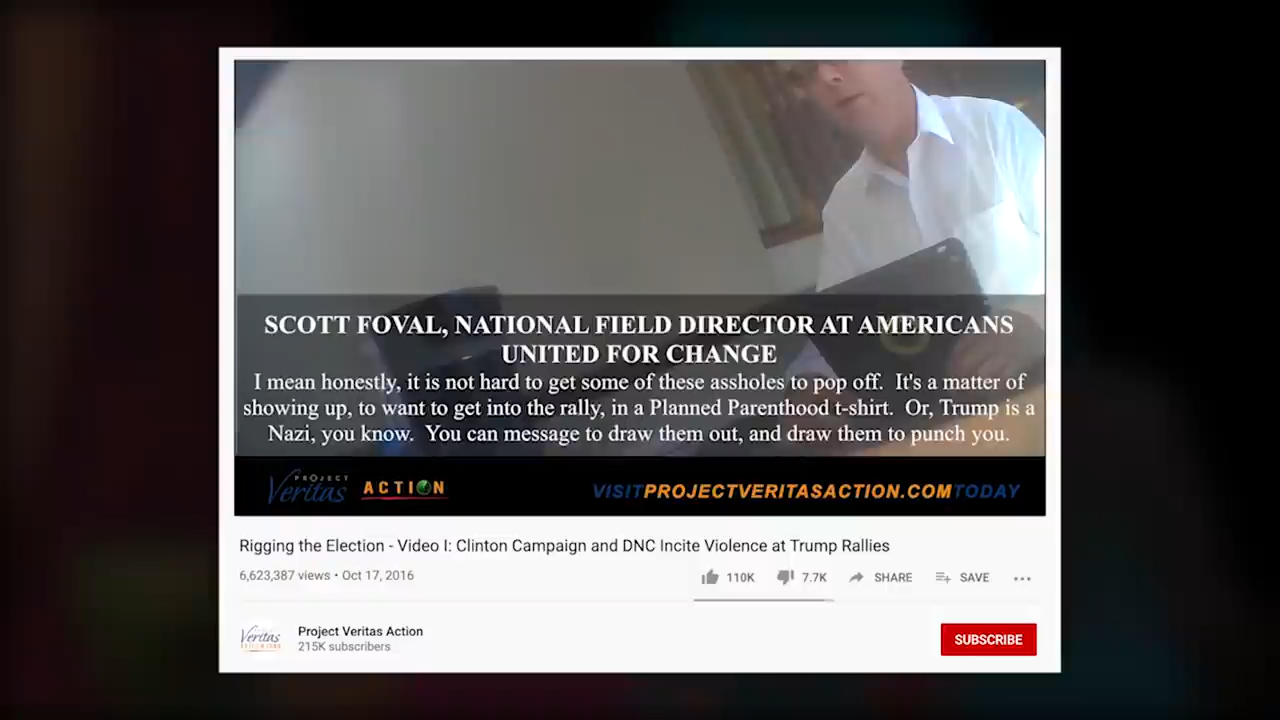 SCOTT FOVAL, NATIONAL FIELD DIRECTOR AT AMERICANS
UNITED FOR CHANGE
I mean honestly, it is not hard to get some of these assholes to pop off.  It's a matter of
showing up, to want to get into the rally, in a Planned Parenthood t-shirt.  Or, Trump is a
Nazi, you know.  You can message to draw them out, and draw them to punch you.
PROJECT
Veritas ACTION
VISITPROJECTVERITASACTION.COMTODAY
Rigging the Election - Video I: Clinton Campaign and DNC Incite Violence at Trump Rallies
6,623,387 views • Oct 17, 2016
110K 7.7K SHARE SAVE
Veritas
Project Veritas Action
215K subscribers
SUBSCRIBE